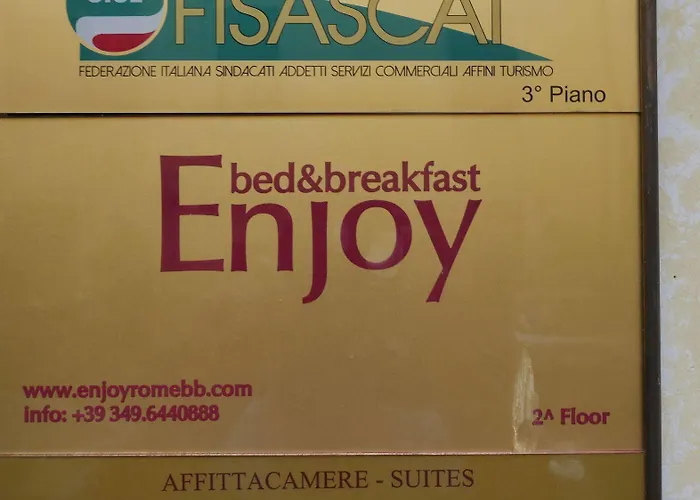 FISASCAT
FEDERAZIONE ITALIANA SINDACATI ADDETTI SERVIZI COMMERCIALI AFFINI TURISMO
3° Piano
bed&breakfast
Enjoy
www.enjoyromebb.com
info: +39 349.6440888
2^ Floor
AFFITTACAMERE - SUITES